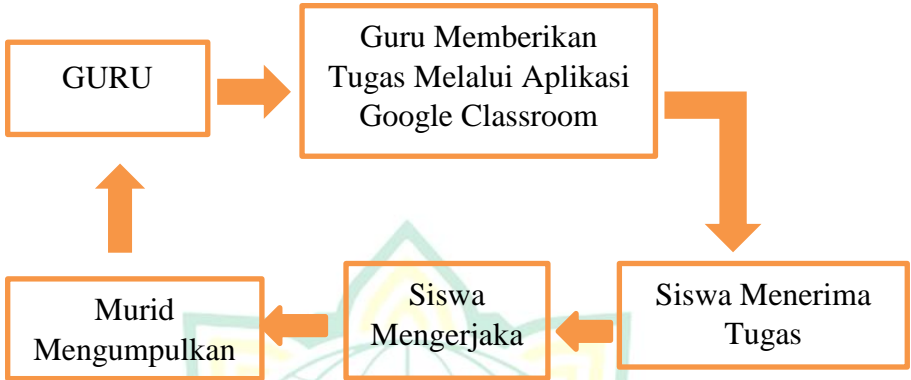 GURU
Guru Memberikan
Tugas Melalui Aplikasi
Google Classroom
Siswa Menerima
Tugas
Siswa
Mengerjaka
Murid
Mengumpulkan